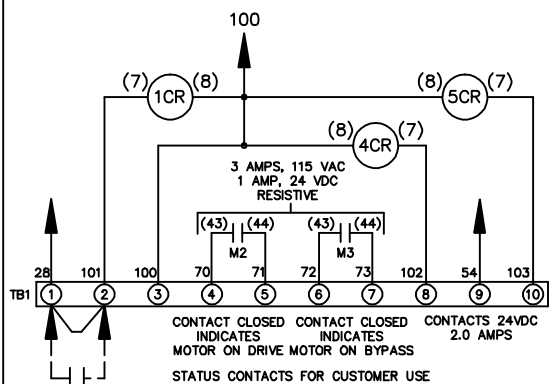 100
(7) 1CR (8) (8) 5CR (7)
(8) 4CR (7)
3 AMPS, 115 VAC
1 AMP, 24 VDC
RESISTIVE
(43) (44) (43) (44)
M2 M3
28 101 100 70 71 72 73 102 54 103
TB1 1 2 3 4 5 6 7 8 9 10
CONTACT CLOSED CONTACT CLOSED CONTACTS 24VDC
INDICATES INDICATES 2.0 AMPS
MOTOR ON DRIVE MOTOR ON BYPASS
STATUS CONTACTS FOR CUSTOMER USE